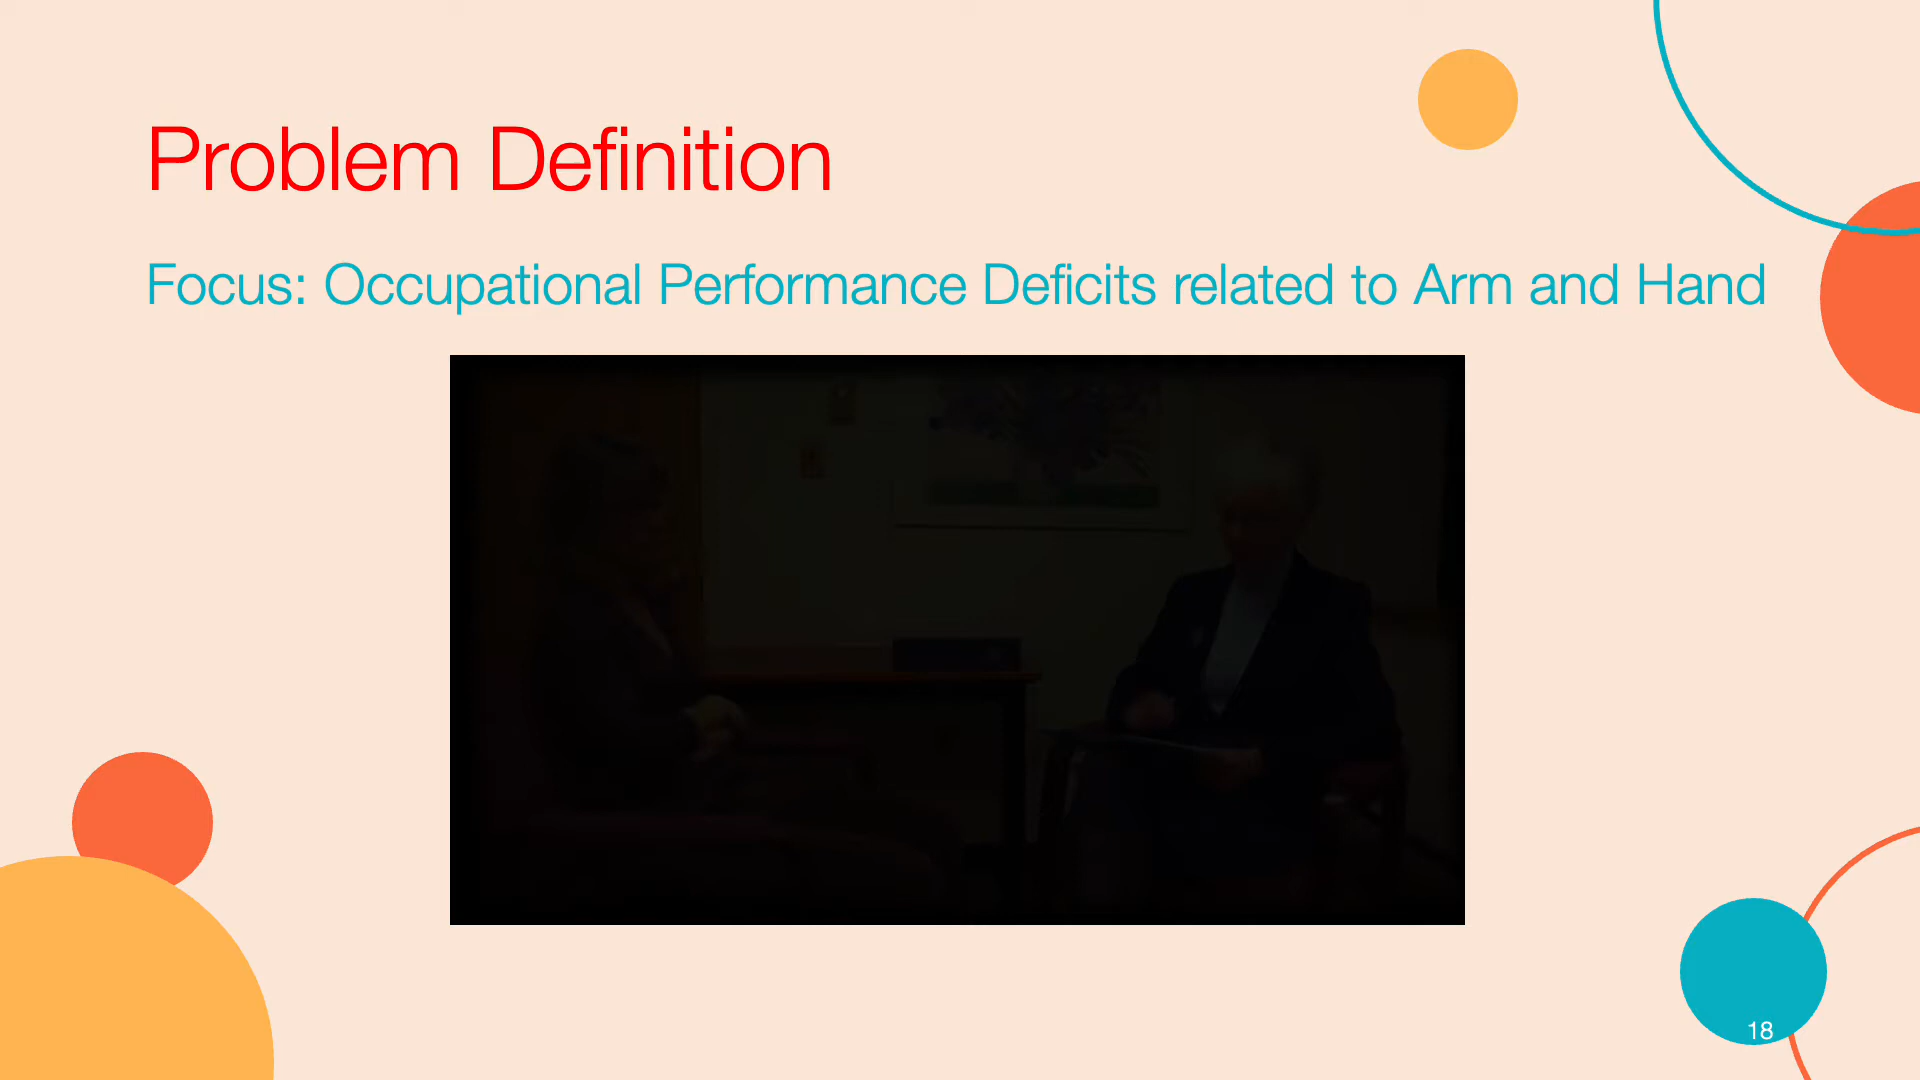 Problem Definition
Focus: Occupational Performance Deficits related to Arm and Hand
18